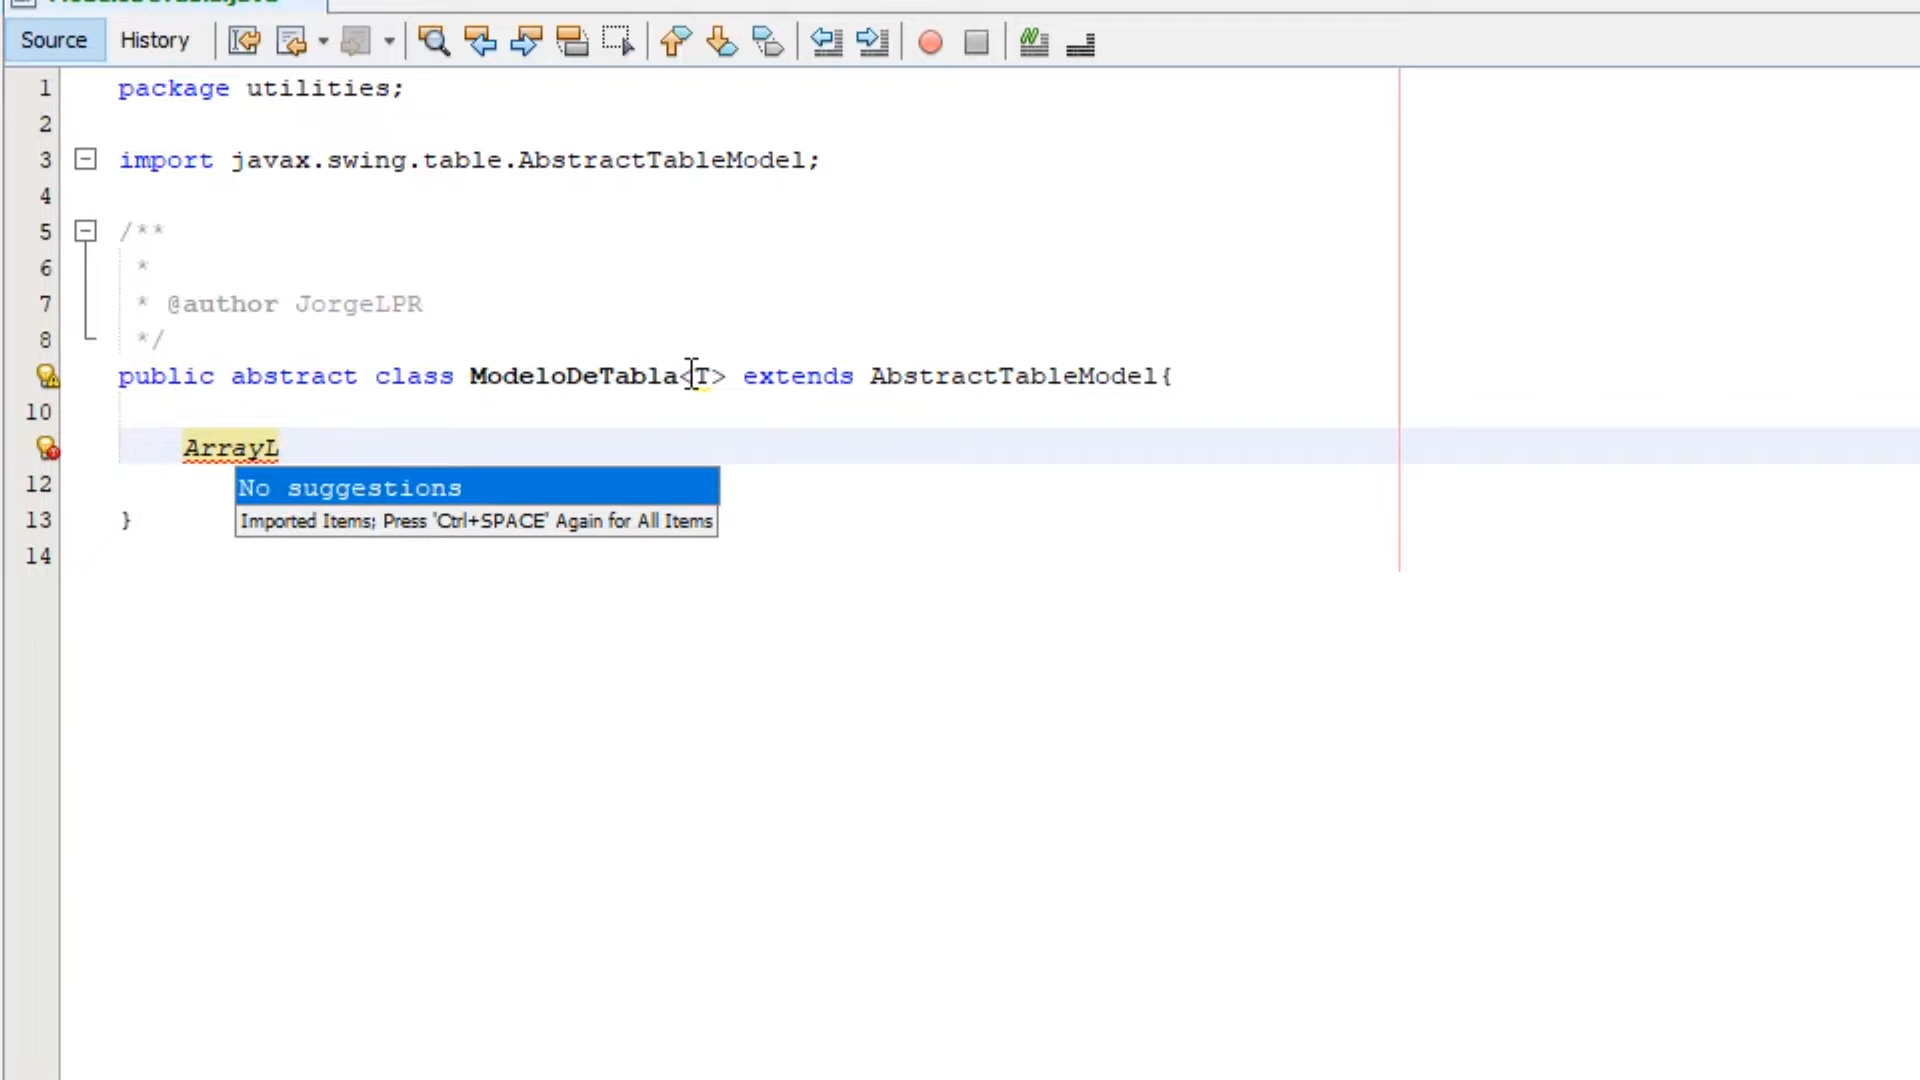 Source History
1 package utilities;
2
3 import javax.swing.table.AbstractTableModel;
4
5 /**
6 *
7 * @author JorgeLPR
8 */
public abstract class ModeloDeTabla<T> extends AbstractTableModel{
10
ArrayL
12
No suggestions
13 }
Imported Items; Press 'Ctrl+SPACE' Again for All Items
14